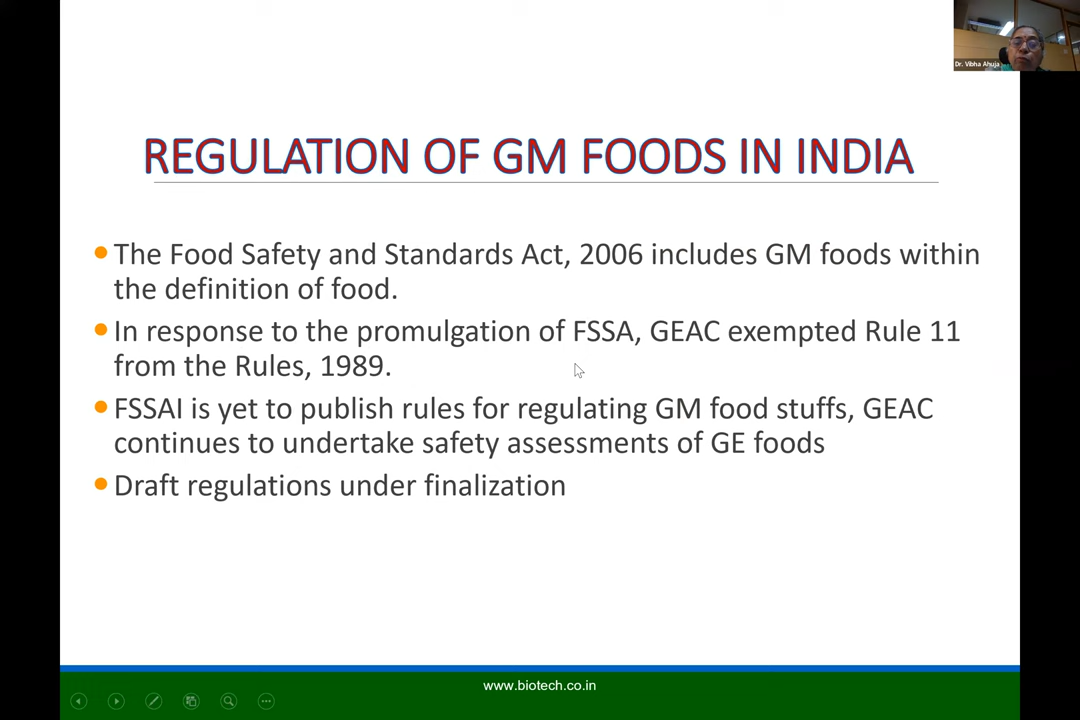 Dr. Vibha Ahuja
REGULATION OF GM FOODS IN INDIA
The Food Safety and Standards Act, 2006 includes GM foods within
the definition of food.
In response to the promulgation of FSSA, GEAC exempted Rule 11
from the Rules, 1989.
FSSAI is yet to publish rules for regulating GM food stuffs, GEAC
continues to undertake safety assessments of GE foods
Draft regulations under finalization
www.biotech.co.in